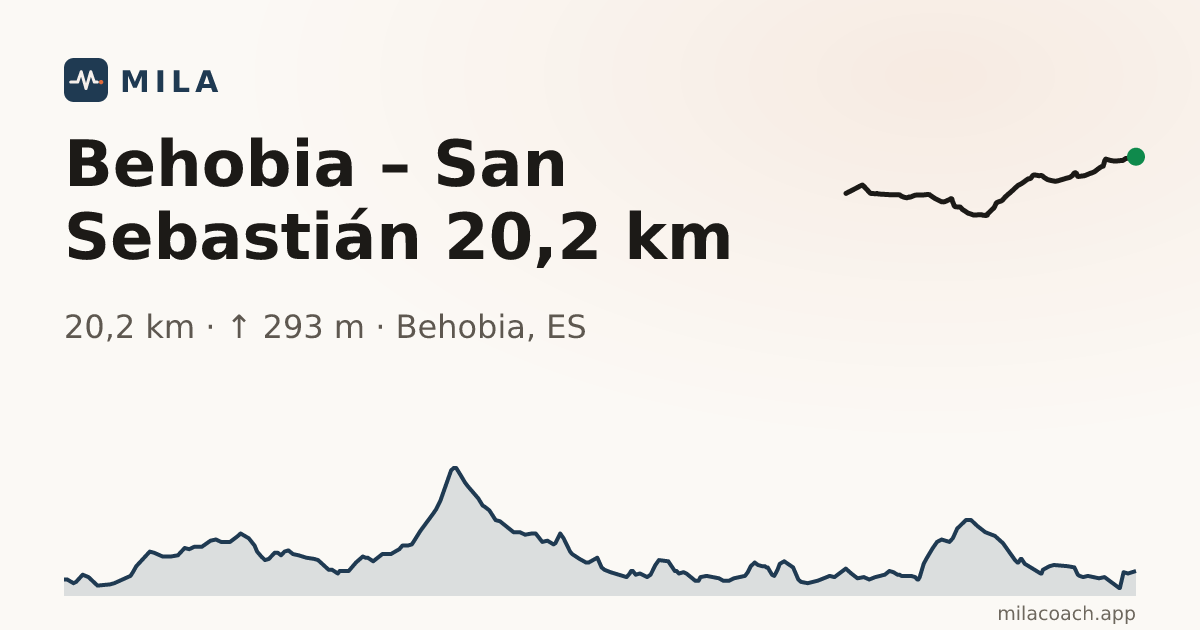 MILA
Behobia – San
Sebastián 20,2 km
20,2 km · ↑ 293 m · Behobia, ES
milacoach.app